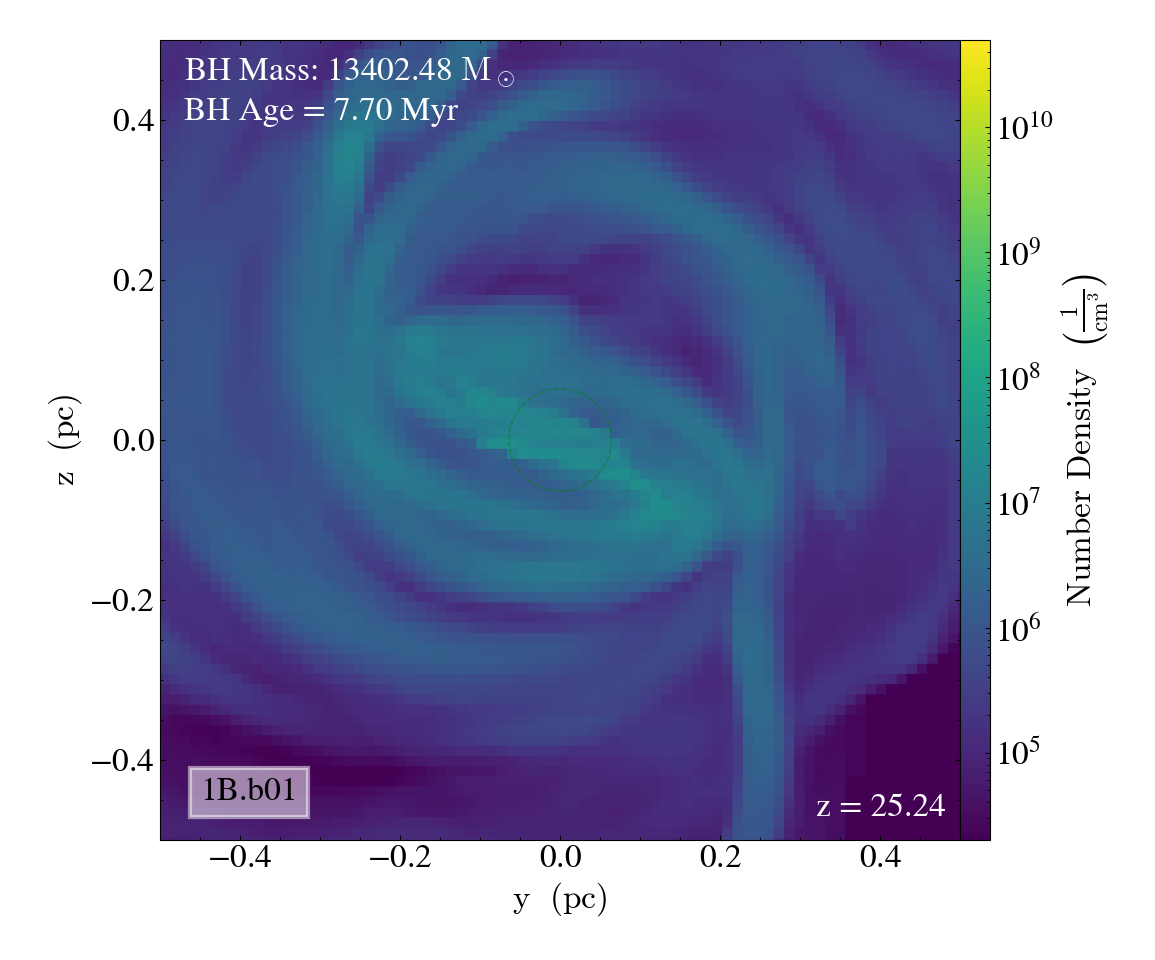 BH Mass: 13402.48 M⊙
BH Age = 7.70 Myr
0.4
0.2
0.0
−0.2
−0.4
z (pc)
1B.b01
z = 25.24
−0.4 −0.2 0.0 0.2 0.4
y (pc)
10¹⁰
10⁹
10⁸
10⁷
10⁶
10⁵
Number Density (1/cm³)